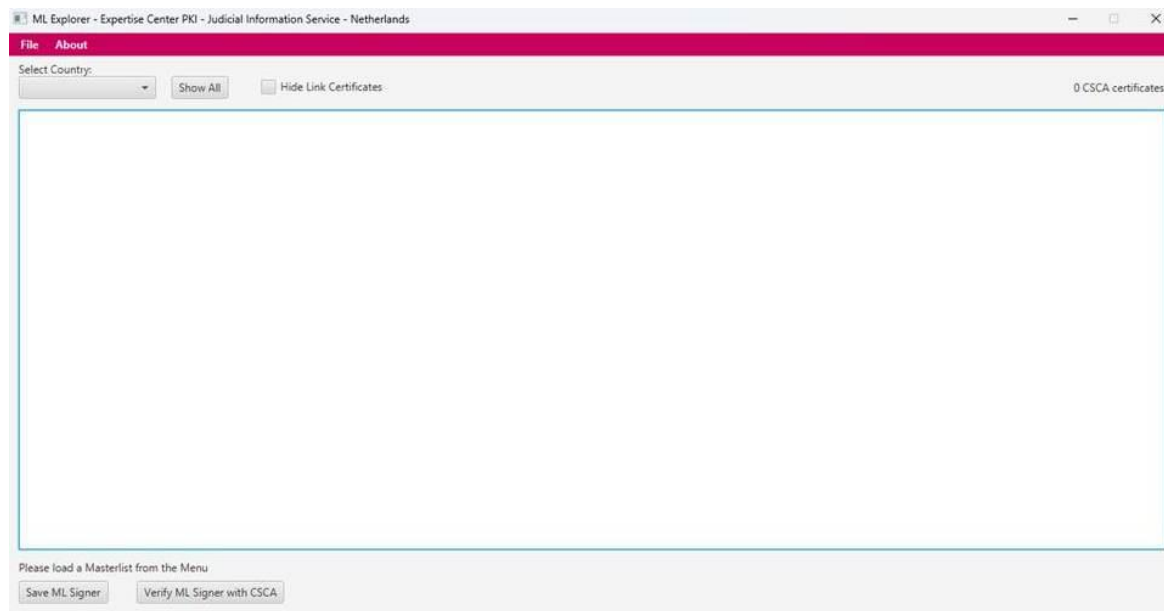 ML Explorer - Expertise Center PKI - Judicial Information Service - Netherlands
File About
Select Country:
Show All Hide Link Certificates 0 CSCA certificates
Please load a Masterlist from the Menu
Save ML Signer Verify ML Signer with CSCA